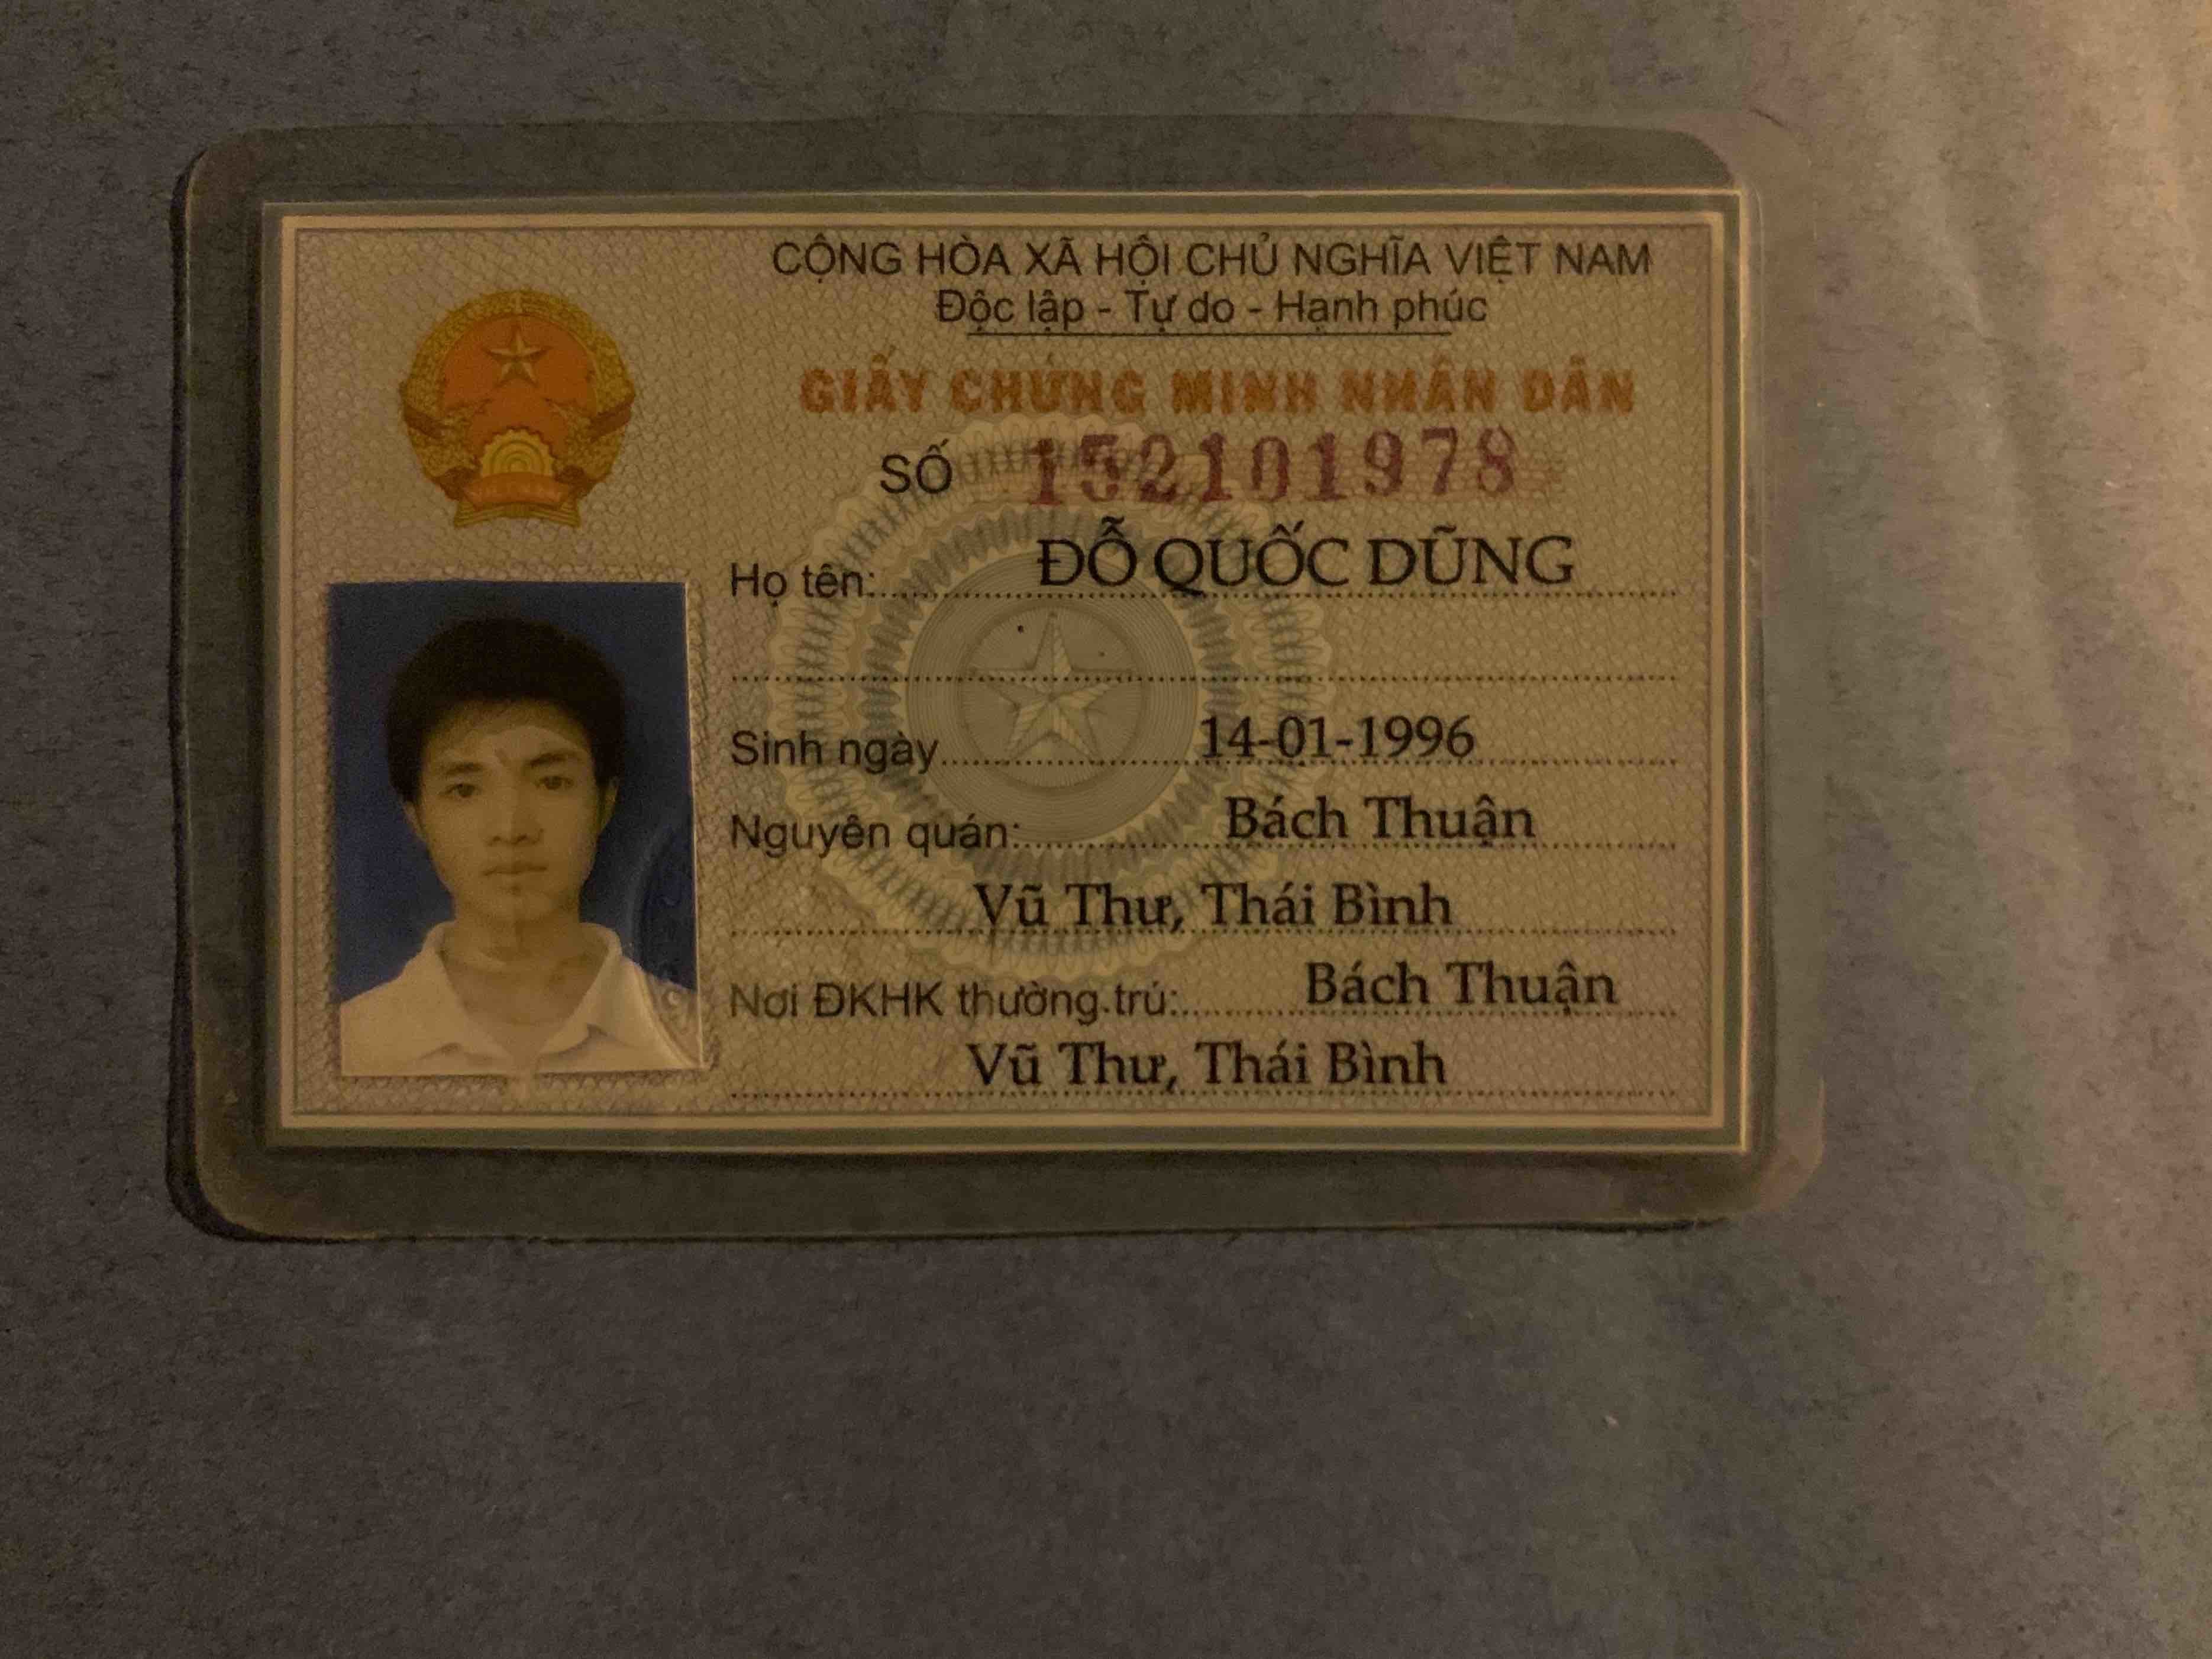 CỘNG HÒA XÃ HỘI CHỦ NGHĨA VIỆT NAM
Độc lập - Tự do - Hạnh phúc
GIẤY CHỨNG MINH NHÂN DÂN
SỐ 152101978
Họ tên: ĐỖ QUỐC DŨNG
Sinh ngày 14-01-1996
Nguyên quán: Bách Thuận
Vũ Thư, Thái Bình
Nơi ĐKHK thường trú: Bách Thuận
Vũ Thư, Thái Bình